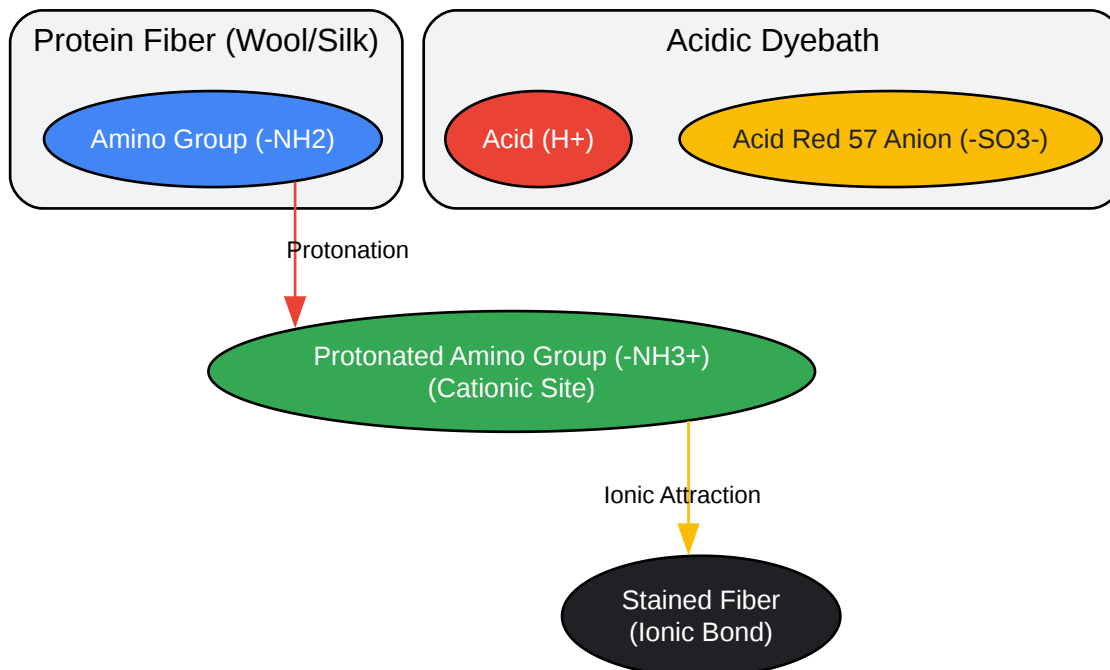 Protein Fiber (Wool/Silk)
Acidic Dyebath
Amino Group (-NH2)
Acid (H+)
Acid Red 57 Anion (-SO3-)
Protonation
Protonated Amino Group (-NH3+)
(Cationic Site)
Ionic Attraction
Stained Fiber
(Ionic Bond)